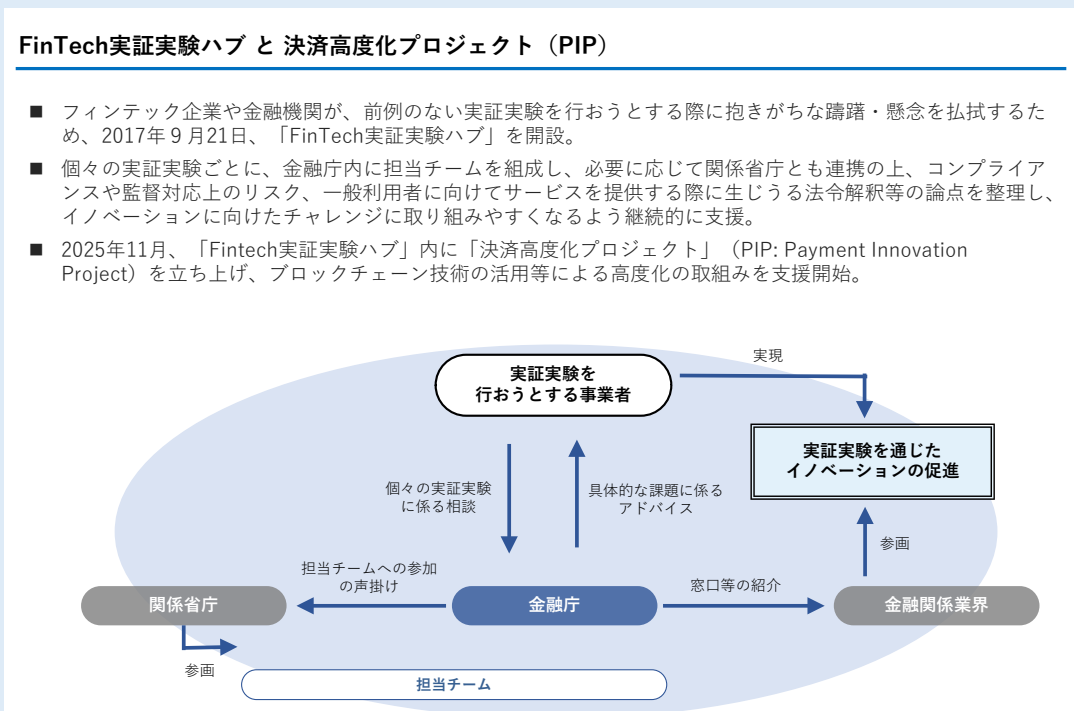 FinTech実証実験ハブ と 決済高度化プロジェクト（PIP）
■ フィンテック企業や金融機関が、前例のない実証実験を行おうとする際に抱きがちな躊躇・懸念を払拭するた
め、2017年９月21日、「FinTech実証実験ハブ」を開設。
■ 個々の実証実験ごとに、金融庁内に担当チームを組成し、必要に応じて関係省庁とも連携の上、コンプライア
ンスや監督対応上のリスク、一般利用者に向けてサービスを提供する際に生じうる法令解釈等の論点を整理し、
イノベーションに向けたチャレンジに取り組みやすくなるよう継続的に支援。
■ 2025年11月、「Fintech実証実験ハブ」内に「決済高度化プロジェクト」（PIP: Payment Innovation
Project）を立ち上げ、ブロックチェーン技術の活用等による高度化の取組みを支援開始。
実現
実証実験を
行おうとする事業者
実証実験を通じた
イノベーションの促進
個々の実証実験
に係る相談
具体的な課題に係る
アドバイス
参画
担当チームへの参加
の声掛け
窓口等の紹介
関係省庁
金融庁
金融関係業界
参画
担当チーム